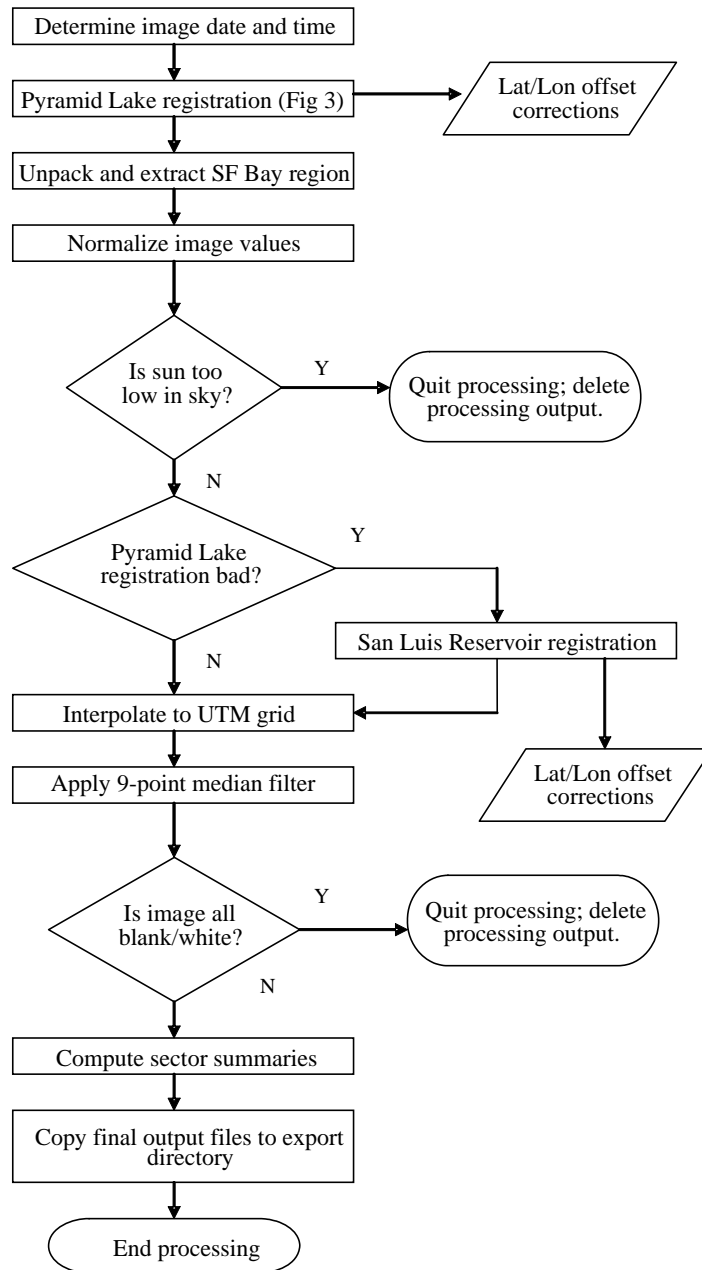 Determine image date and time
Pyramid Lake registration (Fig 3)
Lat/Lon offset
corrections
Unpack and extract SF Bay region
Normalize image values
Is sun too
low in sky?
Y
Quit processing; delete
processing output.
N
Pyramid Lake
registration bad?
Y
San Luis Reservoir registration
N
Interpolate to UTM grid
Lat/Lon offset
corrections
Apply 9-point median filter
Is image all
blank/white?
Y
Quit processing; delete
processing output.
N
Compute sector summaries
Copy final output files to export
directory
End processing